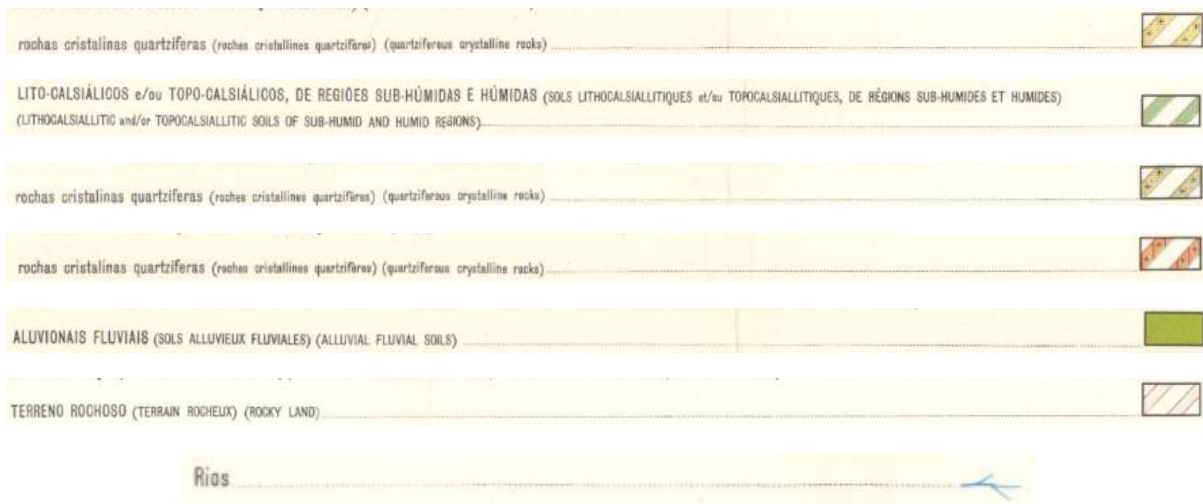 rochas cristalinas quartzíferas (roches cristallines quartzifères) (quartziferous crystalline rocks)
LITO-CALSIÁLICOS e/ou TOPO-CALSIÁLICOS, DE REGIÕES SUB-HÚMIDAS E HÚMIDAS (SOLS LITHOCALSIALLITIQUES et/ou TOPOCALSIALLITIQUES, DE RÉGIONS SUB-HUMIDES ET HUMIDES)
(LITHOCALSIALLITIC and/or TOPOCALSIALLITIC SOILS OF SUB-HUMID AND HUMID REGIONS)
rochas cristalinas quartzíferas (roches cristallines quartzifères) (quartziferous crystalline rocks)
rochas cristalinas quartzíferas (roches cristallines quartzifères) (quartziferous crystalline rocks)
ALUVIONAIS FLUVIAIS (SOLS ALLUVIEUX FLUVIALES) (ALLUVIAL FLUVIAL SOILS)
TERRENO ROCHOSO (TERRAIN ROCHEUX) (ROCKY LAND)
Rios